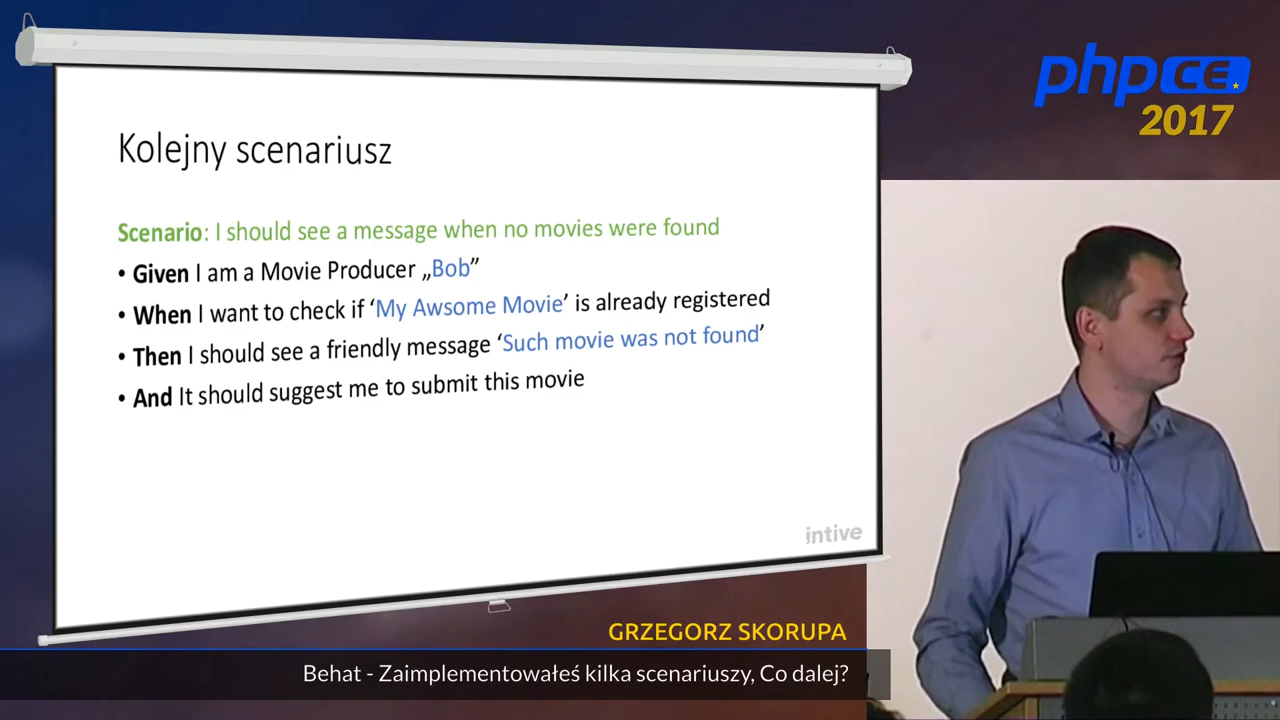 Kolejny scenariusz
Scenario: I should see a message when no movies were found
• Given I am a Movie Producer „Bob”
• When I want to check if ‘My Awsome Movie’ is already registered
• Then I should see a friendly message ‘Such movie was not found’
• And It should suggest me to submit this movie
intive
phpCE
2017
GRZEGORZ SKORUPA
Behat - Zaimplementowałeś kilka scenariuszy, Co dalej?